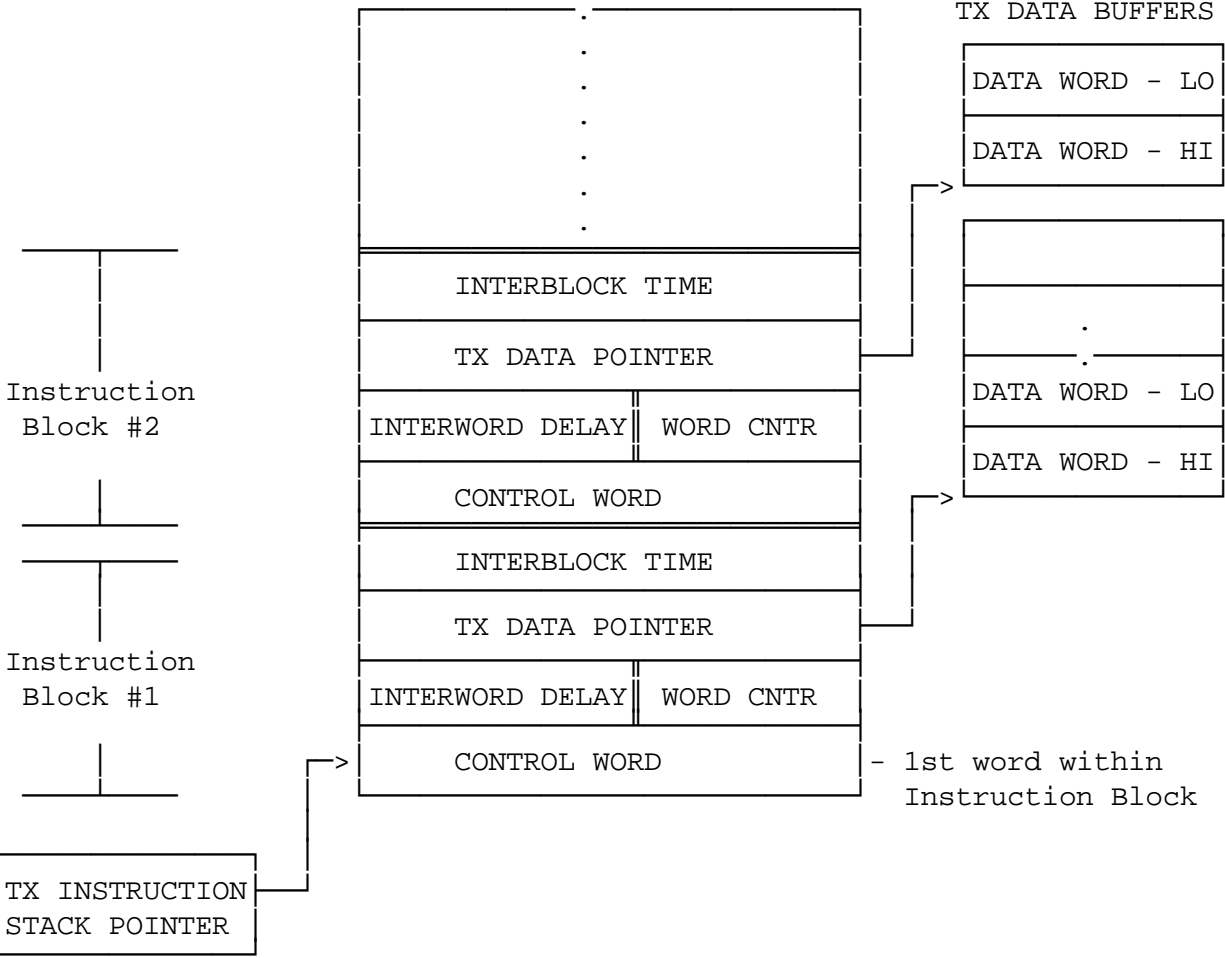 TX DATA BUFFERS
DATA WORD - LO
DATA WORD - HI
INTERBLOCK TIME
TX DATA POINTER
INTERWORD DELAY WORD CNTR
CONTROL WORD
Instruction
Block #2
DATA WORD - LO
DATA WORD - HI
INTERBLOCK TIME
TX DATA POINTER
INTERWORD DELAY WORD CNTR
CONTROL WORD
Instruction
Block #1
- 1st word within
Instruction Block
TX INSTRUCTION
STACK POINTER